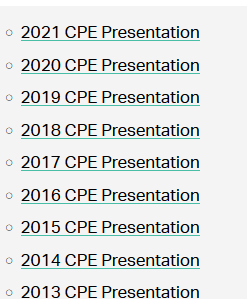 2021 CPE Presentation
2020 CPE Presentation
2019 CPE Presentation
2018 CPE Presentation
2017 CPE Presentation
2016 CPE Presentation
2015 CPE Presentation
2014 CPE Presentation
2013 CPE Presentation